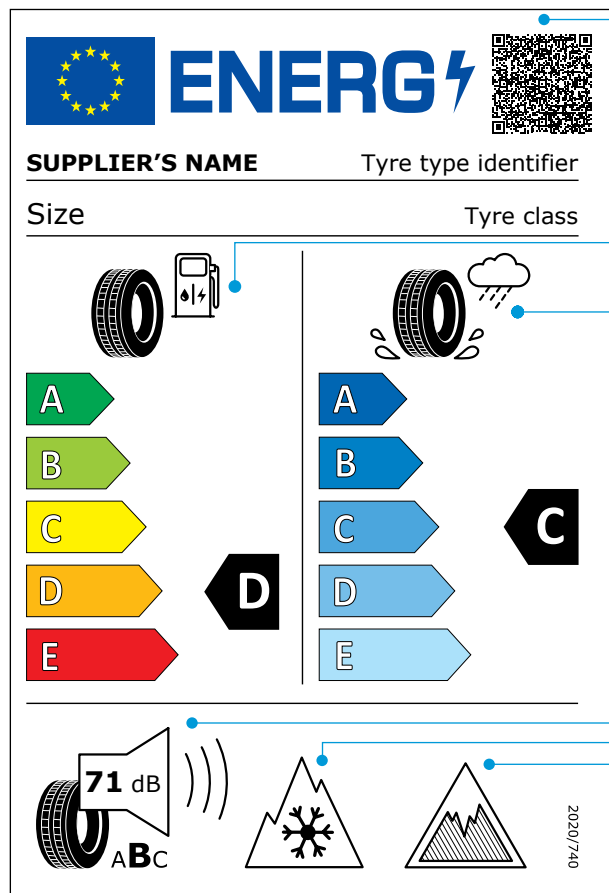 ENERG
SUPPLIER'S NAME Tyre type identifier
Size Tyre class
A A
B B
C C C
D D D
E E
71 dB
ABC
2020/740